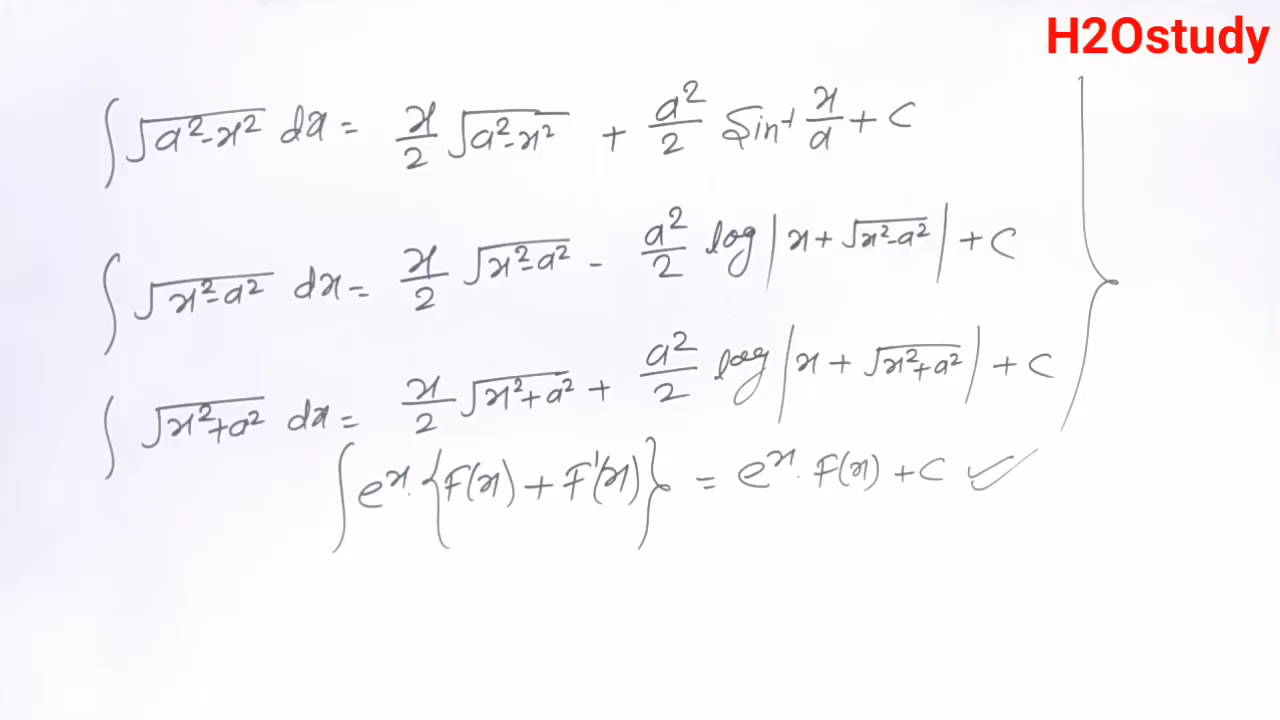 H2Ostudy
∫ √a²-x² dx = x/2 √a²-x² + a²/2 Sin⁻¹ x/a + C
∫ √x²-a² dx = x/2 √x²-a² - a²/2 log |x + √x²-a²| + C
∫ √x²+a² dx = x/2 √x²+a² + a²/2 log |x + √x²+a²| + C
∫ eˣ. {F(x) + F'(x)} = eˣ. F(x) + C ✓